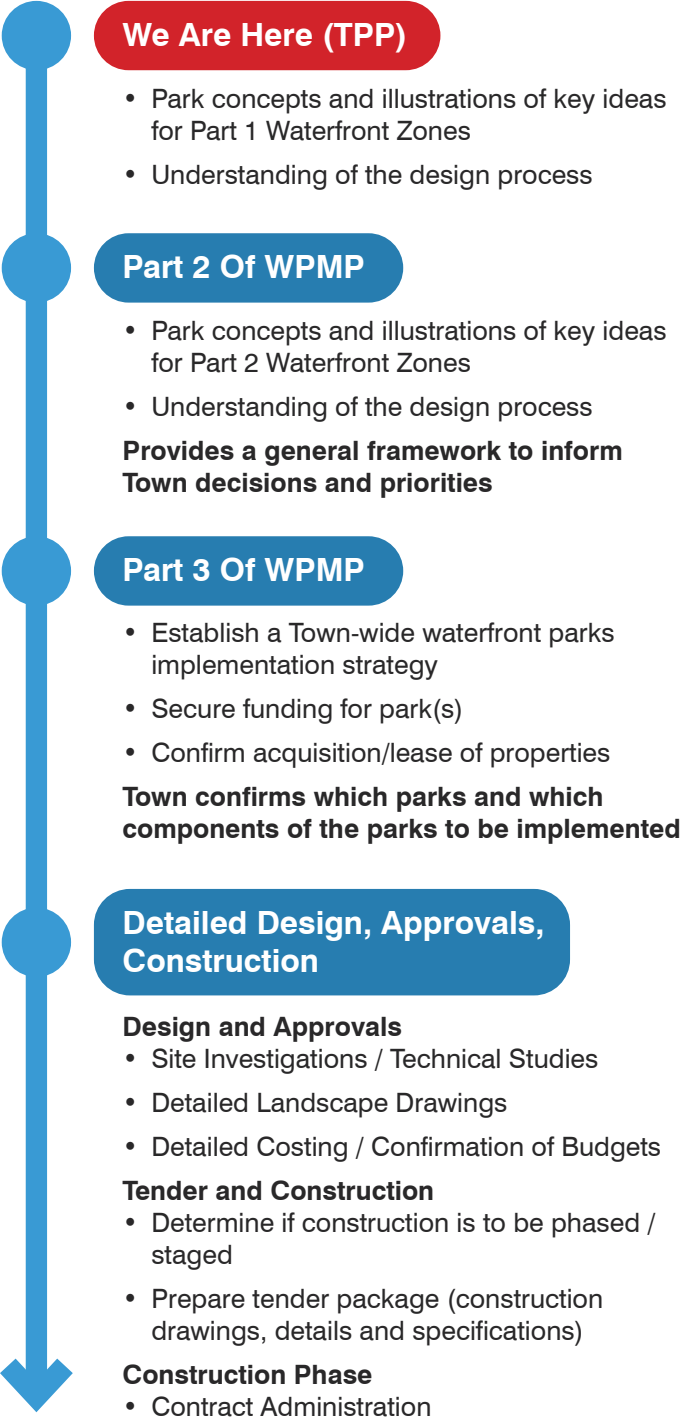 We Are Here (TPP)
• Park concepts and illustrations of key ideas
for Part 1 Waterfront Zones
• Understanding of the design process
Part 2 Of WPMP
• Park concepts and illustrations of key ideas
for Part 2 Waterfront Zones
• Understanding of the design process
Provides a general framework to inform
Town decisions and priorities
Part 3 Of WPMP
• Establish a Town-wide waterfront parks
implementation strategy
• Secure funding for park(s)
• Confirm acquisition/lease of properties
Town confirms which parks and which
components of the parks to be implemented
Detailed Design, Approvals,
Construction
Design and Approvals
• Site Investigations / Technical Studies
• Detailed Landscape Drawings
• Detailed Costing / Confirmation of Budgets
Tender and Construction
• Determine if construction is to be phased /
staged
• Prepare tender package (construction
drawings, details and specifications)
Construction Phase
• Contract Administration